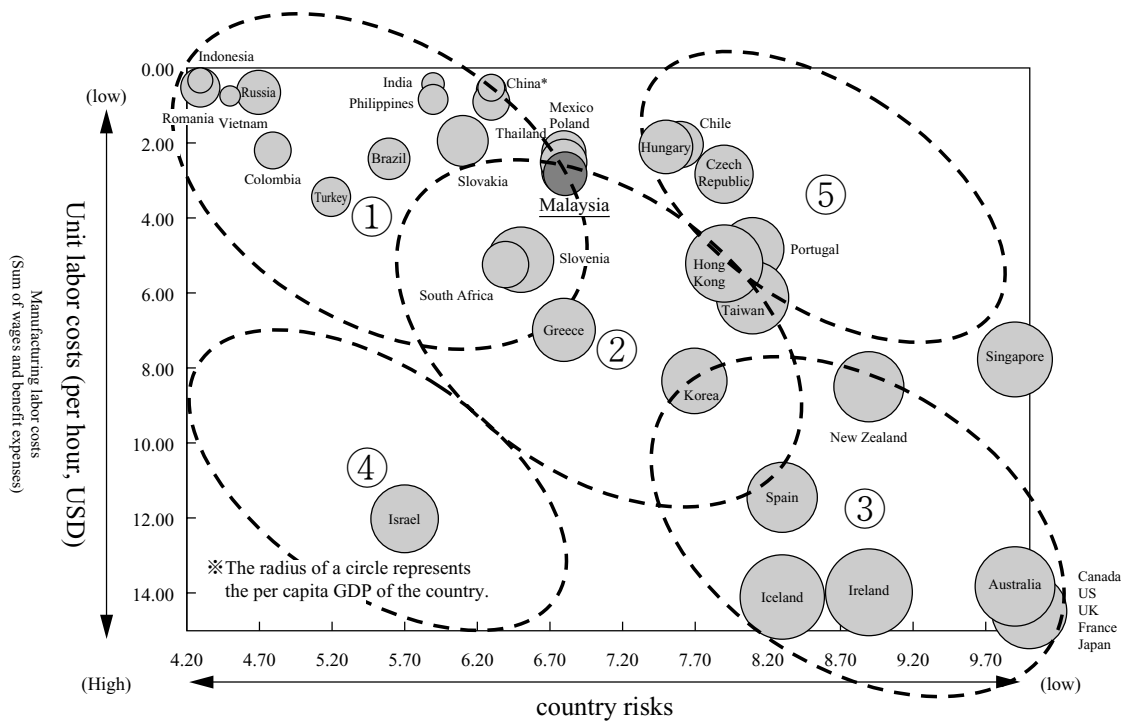 Indonesia
0.00
(low)
India
China*
Russia
Philippines
Mexico
Romania
Vietnam
Thailand
Poland
Chile
2.00
Hungary
Brazil
Czech
Republic
Colombia
Slovakia
Turkey
①
Malaysia
⑤
4.00
Hong
Kong
Portugal
Slovenia
South Africa
6.00
Taiwan
Greece
②
Singapore
8.00
Korea
New Zealand
10.00
④
Spain
③
12.00
Israel
※The radius of a circle represents
the per capita GDP of the country.
14.00
Iceland
Ireland
Australia
Canada
US
UK
France
Japan
Unit labor costs (per hour, USD)
Manufacturing labor costs
(Sum of wages and benefit expenses)
4.20 4.70 5.20 5.70 6.20 6.70 7.20 7.70 8.20 8.70 9.20 9.70
(High)
(low)
country risks